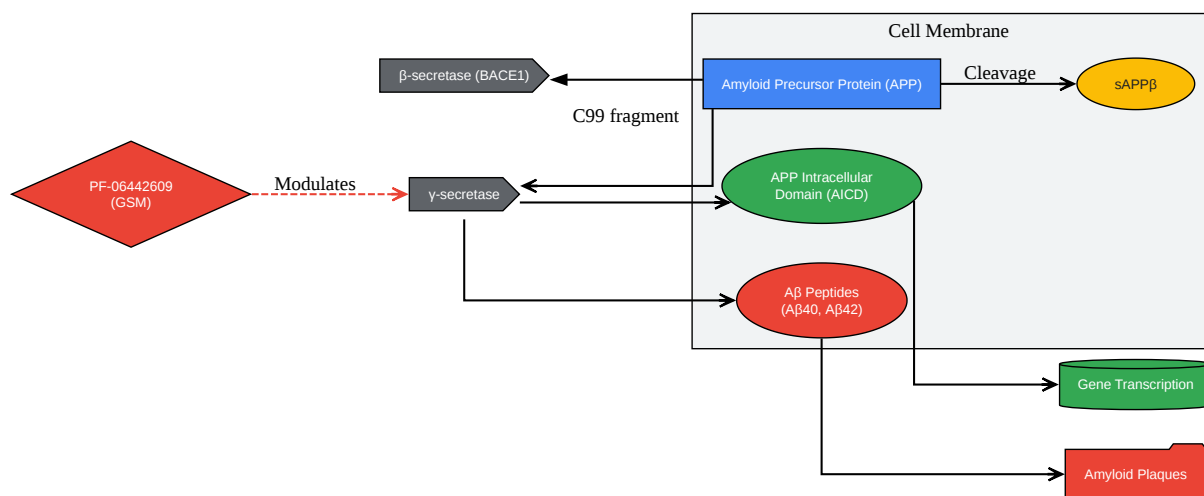 Cell Membrane
β-secretase (BACE1)
Amyloid Precursor Protein (APP)
Cleavage
sAPPβ
C99 fragment
PF-06442609
(GSM)
Modulates
γ-secretase
APP Intracellular
Domain (AICD)
Aβ Peptides
(Aβ40, Aβ42)
Gene Transcription
Amyloid Plaques